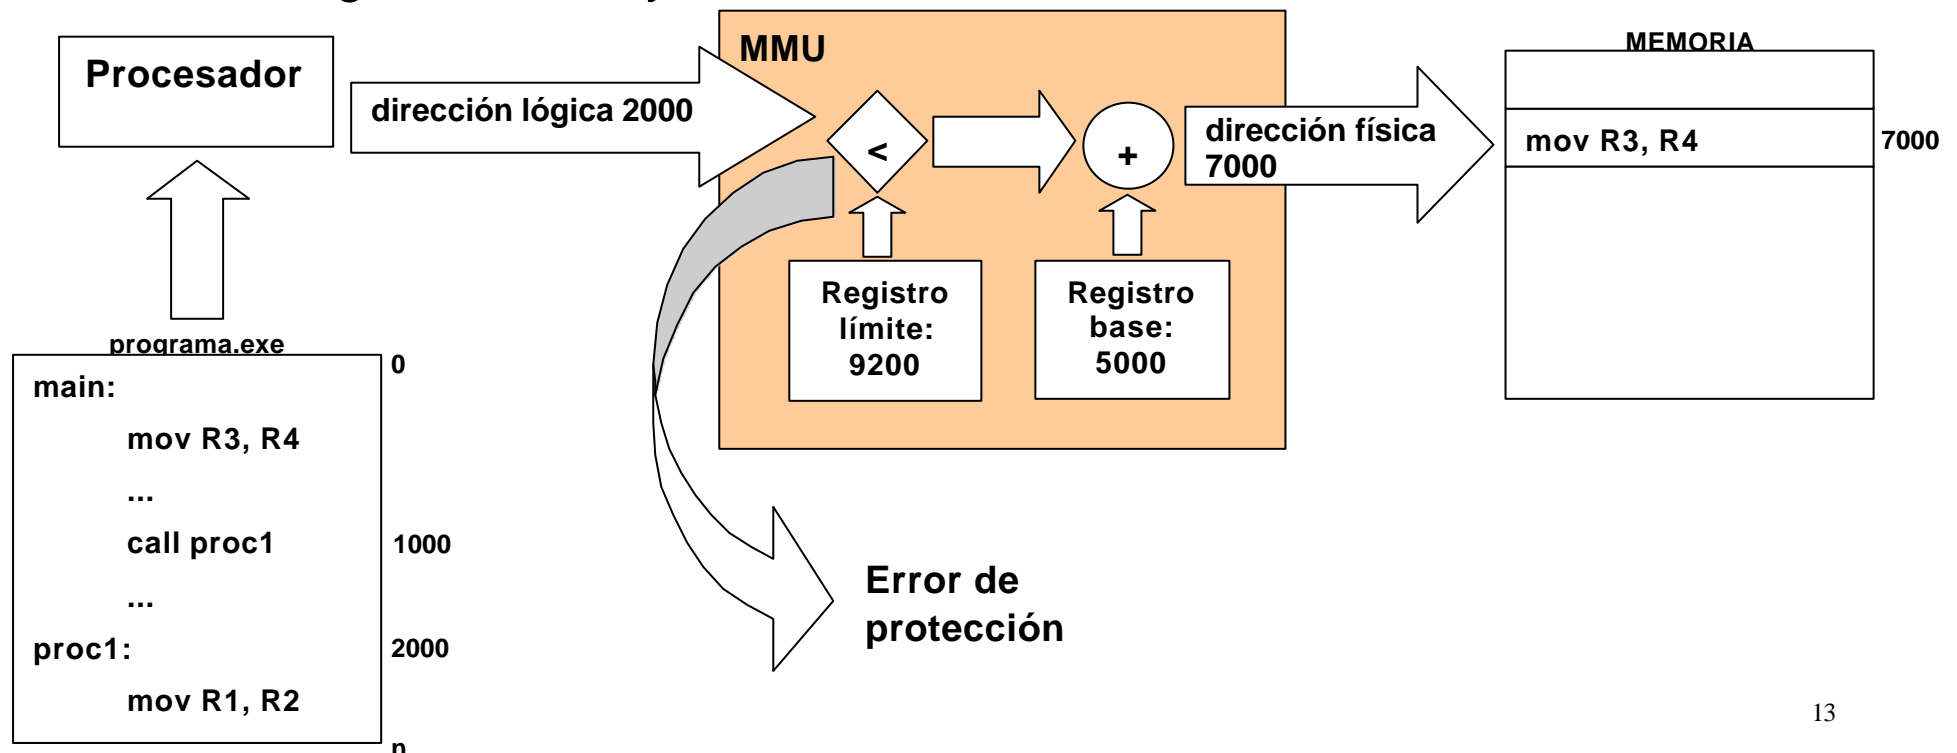 MMU
MEMORIA
Procesador
dirección lógica 2000
<
+
dirección física
7000
mov R3, R4
7000
Registro
límite:
9200
Registro
base:
5000
programa.exe
0
main:
mov R3, R4
...
call proc1
1000
...
proc1:
2000
mov R1, R2
n
Error de
protección
13